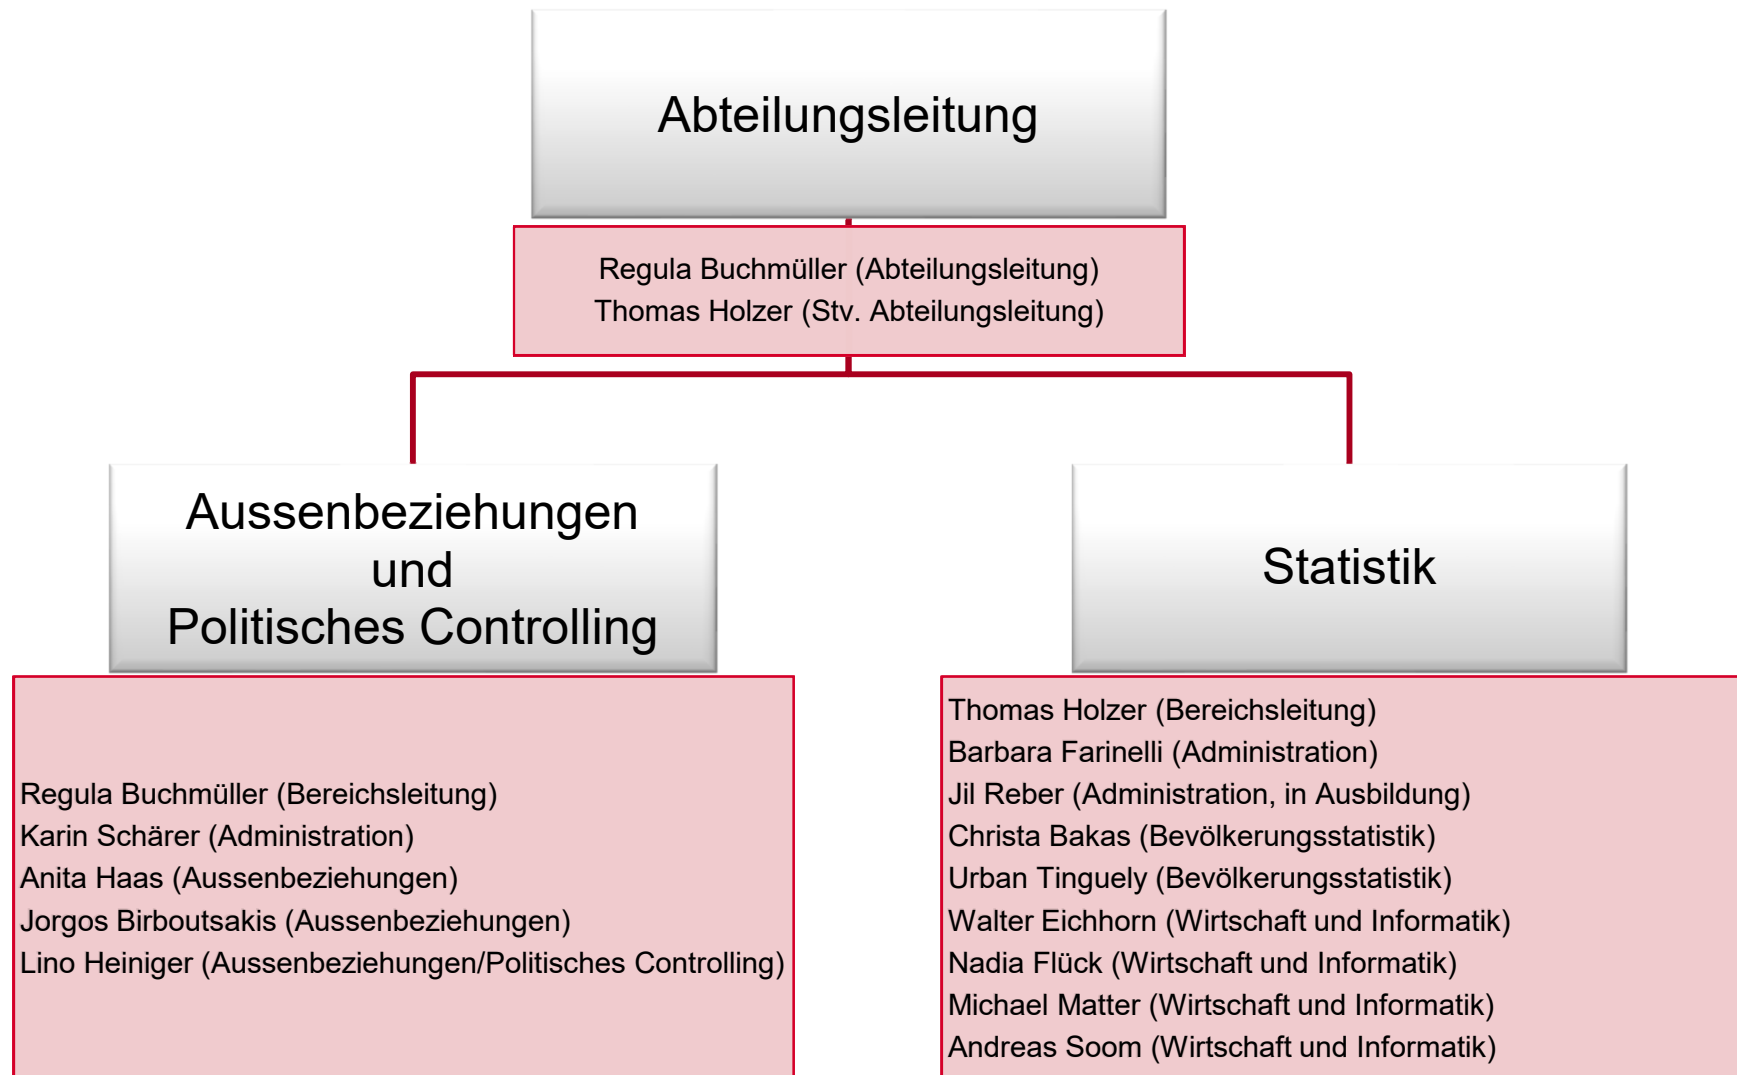 Abteilungsleitung
Regula Buchmüller (Abteilungsleitung)
Thomas Holzer (Stv. Abteilungsleitung)
Aussenbeziehungen
und
Politisches Controlling
Regula Buchmüller (Bereichsleitung)
Karin Schärer (Administration)
Anita Haas (Aussenbeziehungen)
Jorgos Birboutsakis (Aussenbeziehungen)
Lino Heiniger (Aussenbeziehungen/Politisches Controlling)
Statistik
Thomas Holzer (Bereichsleitung)
Barbara Farinelli (Administration)
Jil Reber (Administration, in Ausbildung)
Christa Bakas (Bevölkerungsstatistik)
Urban Tinguely (Bevölkerungsstatistik)
Walter Eichhorn (Wirtschaft und Informatik)
Nadia Flück (Wirtschaft und Informatik)
Michael Matter (Wirtschaft und Informatik)
Andreas Soom (Wirtschaft und Informatik)